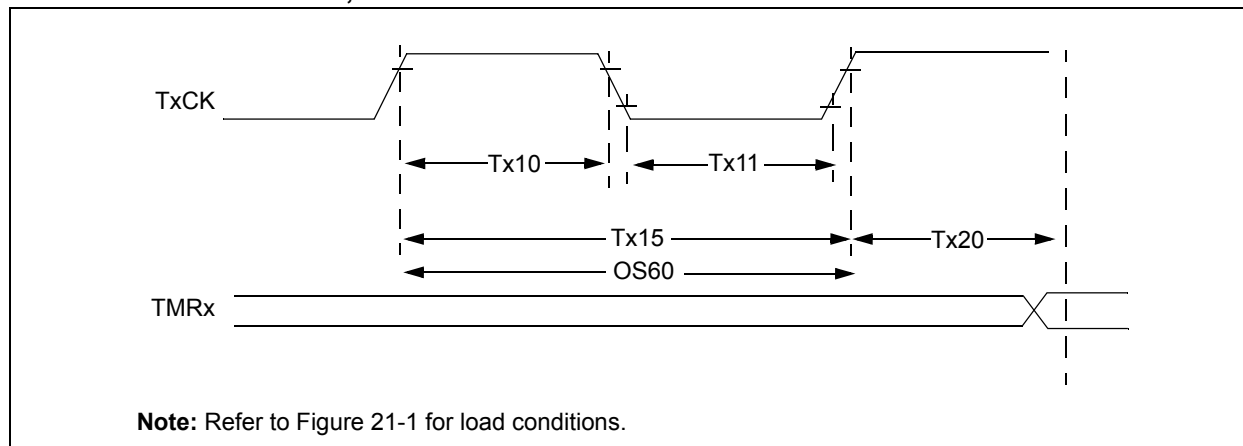 TxCK
Tx10
Tx11
Tx15
Tx20
OS60
TMRx
Note: Refer to Figure 21-1 for load conditions.